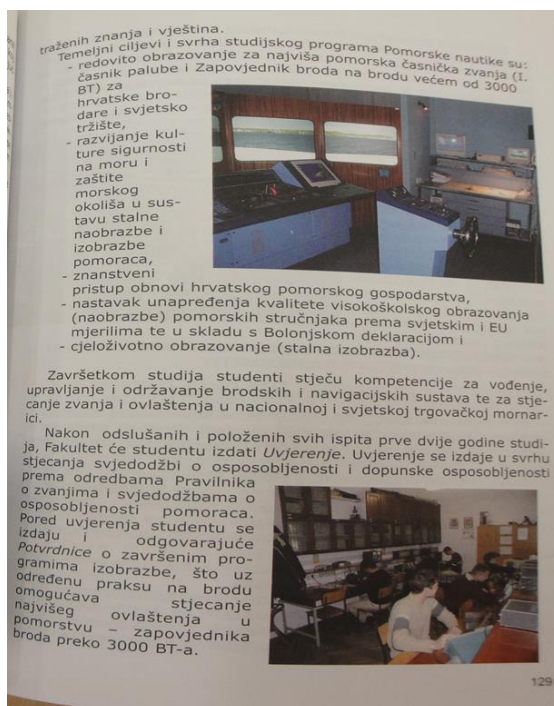 traženih znanja i vještina.
Temeljni ciljevi i svrha studijskog programa Pomorske nautike su:
- redovito obrazovanje za najviša pomorska časnička zvanja (I.
časnik palube i Zapovjednik broda na brodu većem od 3000
BT) za
hrvatske bro-
dare i svjetsko
tržište,
- razvijanje kul-
ture sigurnosti
na moru i
zaštite
morskog
okoliša u sus-
tavu stalne
naobrazbe i
izobrazbe
pomoraca,
- znanstveni
pristup obnovi hrvatskog pomorskog gospodarstva,
- nastavak unapređenja kvalitete visokoškolskog obrazovanja
(naobrazbe) pomorskih stručnjaka prema svjetskim i EU
mjerilima te u skladu s Bolonjskom deklaracijom i
- cjeloživotno obrazovanje (stalna izobrazba).
Završetkom studija studenti stječu kompetencije za vođenje,
upravljanje i održavanje brodskih i navigacijskih sustava te za stje-
canje zvanja i ovlaštenja u nacionalnoj i svjetskoj trgovačkoj mornar-
ici.
Nakon odslušanih i položenih svih ispita prve dvije godine studi-
ja, Fakultet će studentu izdati Uvjerenje. Uvjerenje se izdaje u svrhu
stjecanja svjedodžbi o osposobljenosti i dopunske osposobljenosti
prema odredbama Pravilnika
o zvanjima i svjedodžbama o
osposobljenosti pomoraca.
Pored uvjerenja studentu se
izdaju i odgovarajuće
Potvrdnice o završenim pro-
gramima izobrazbe, što uz
određenu praksu na brodu
omogućava stjecanje
najvišeg ovlaštenja u
pomorstvu – zapovjednika
broda preko 3000 BT-a.
129